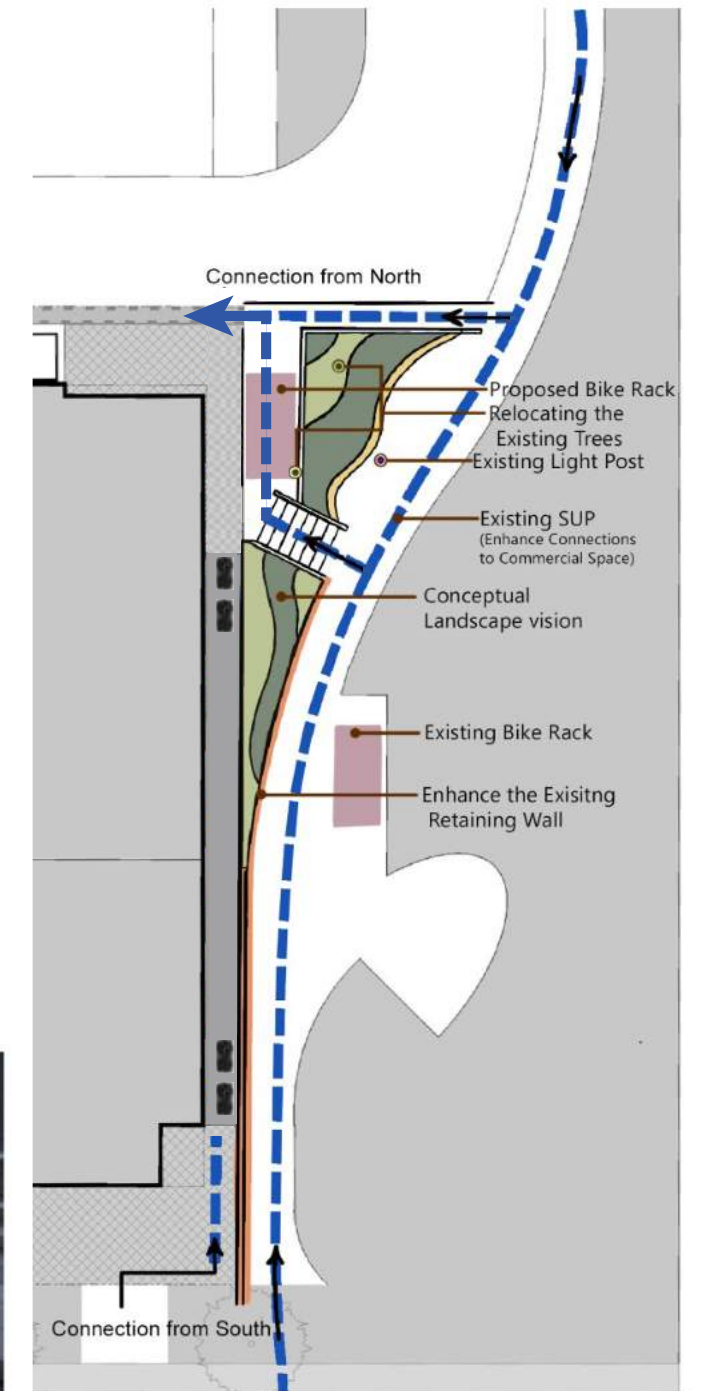 Connection from North
Proposed Bike Rack
Relocating the
Existing Trees
Existing Light Post
Existing SUP
(Enhance Connections
to Commercial Space)
Conceptual
Landscape vision
Existing Bike Rack
Enhance the Exisitng
Retaining Wall
Connection from South